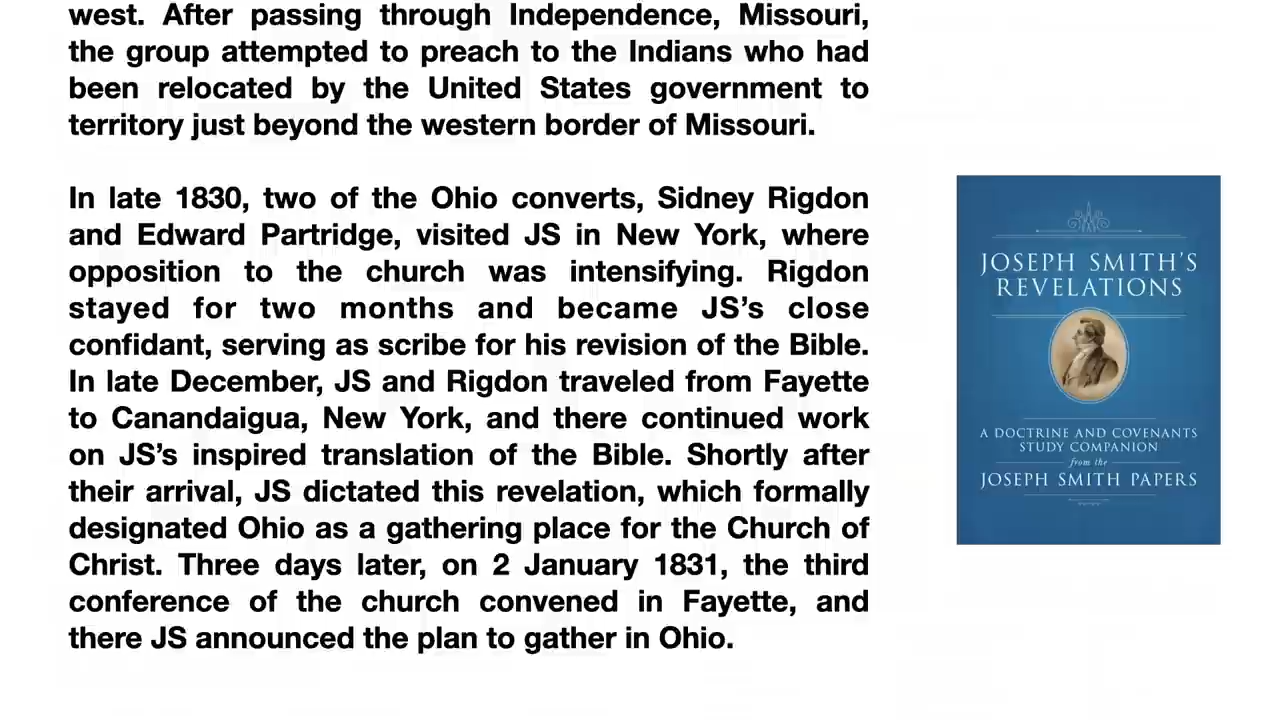 west. After passing through Independence, Missouri,
the group attempted to preach to the Indians who had
been relocated by the United States government to
territory just beyond the western border of Missouri.
In late 1830, two of the Ohio converts, Sidney Rigdon
and Edward Partridge, visited JS in New York, where
opposition to the church was intensifying. Rigdon
stayed for two months and became JS’s close
confidant, serving as scribe for his revision of the Bible.
In late December, JS and Rigdon traveled from Fayette
to Canandaigua, New York, and there continued work
on JS’s inspired translation of the Bible. Shortly after
their arrival, JS dictated this revelation, which formally
designated Ohio as a gathering place for the Church of
Christ. Three days later, on 2 January 1831, the third
conference of the church convened in Fayette, and
there JS announced the plan to gather in Ohio.
JOSEPH SMITH’S
REVELATIONS
A DOCTRINE AND COVENANTS
STUDY COMPANION
from the
JOSEPH SMITH PAPERS